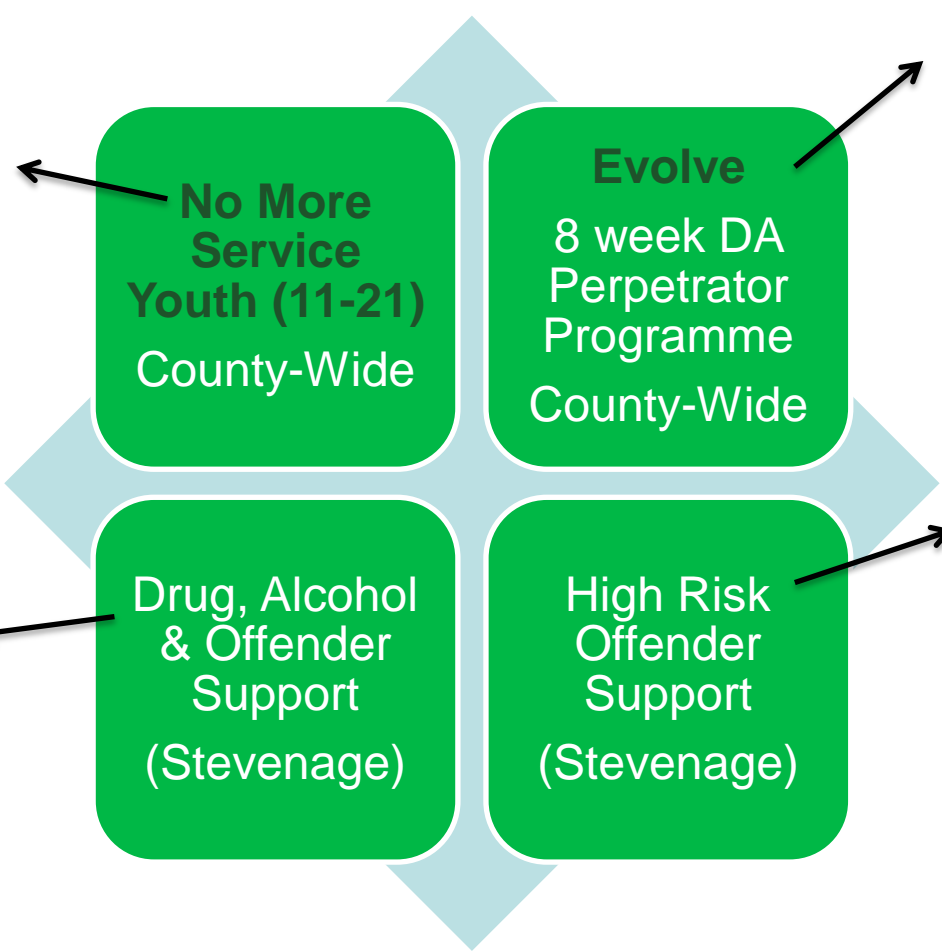 No More
Service
Youth (11-21)
County-Wide
Evolve
8 week DA
Perpetrator
Programme
County-Wide
Drug, Alcohol
& Offender
Support
(Stevenage)
High Risk
Offender
Support
(Stevenage)